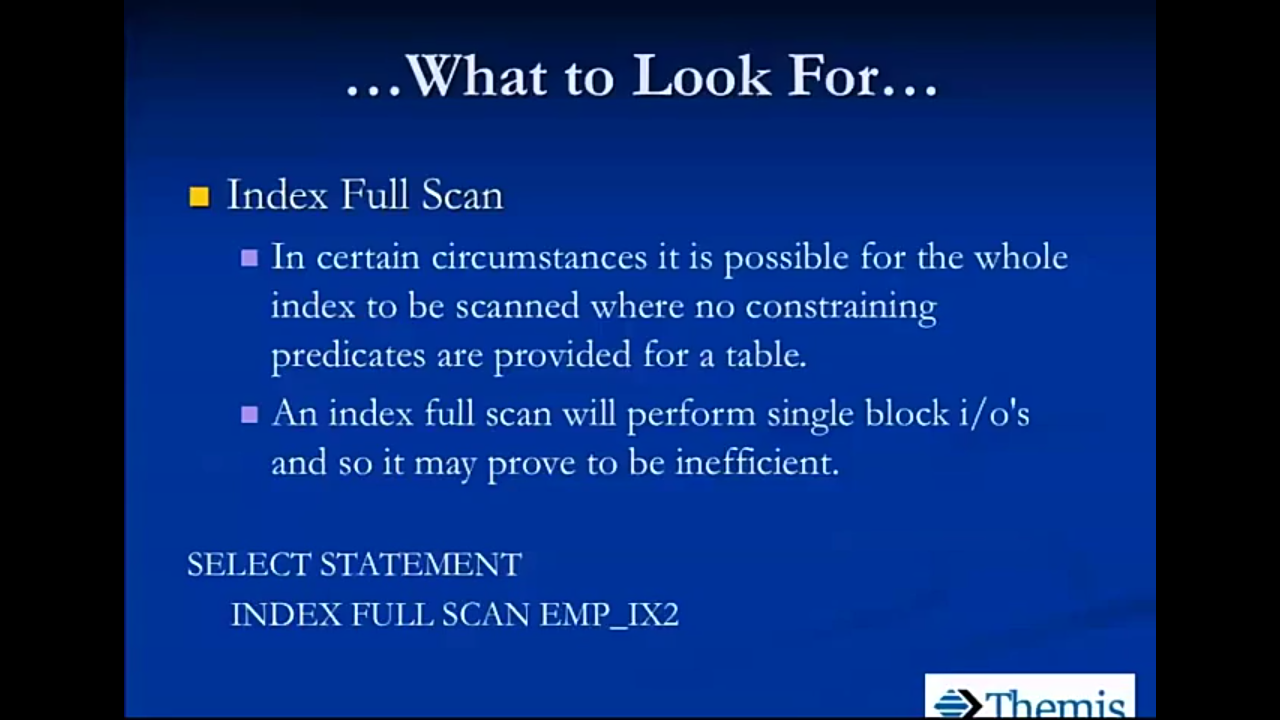 …What to Look For…
Index Full Scan
In certain circumstances it is possible for the whole
index to be scanned where no constraining
predicates are provided for a table.
An index full scan will perform single block i/o's
and so it may prove to be inefficient.
SELECT STATEMENT
INDEX FULL SCAN EMP_IX2
Themis